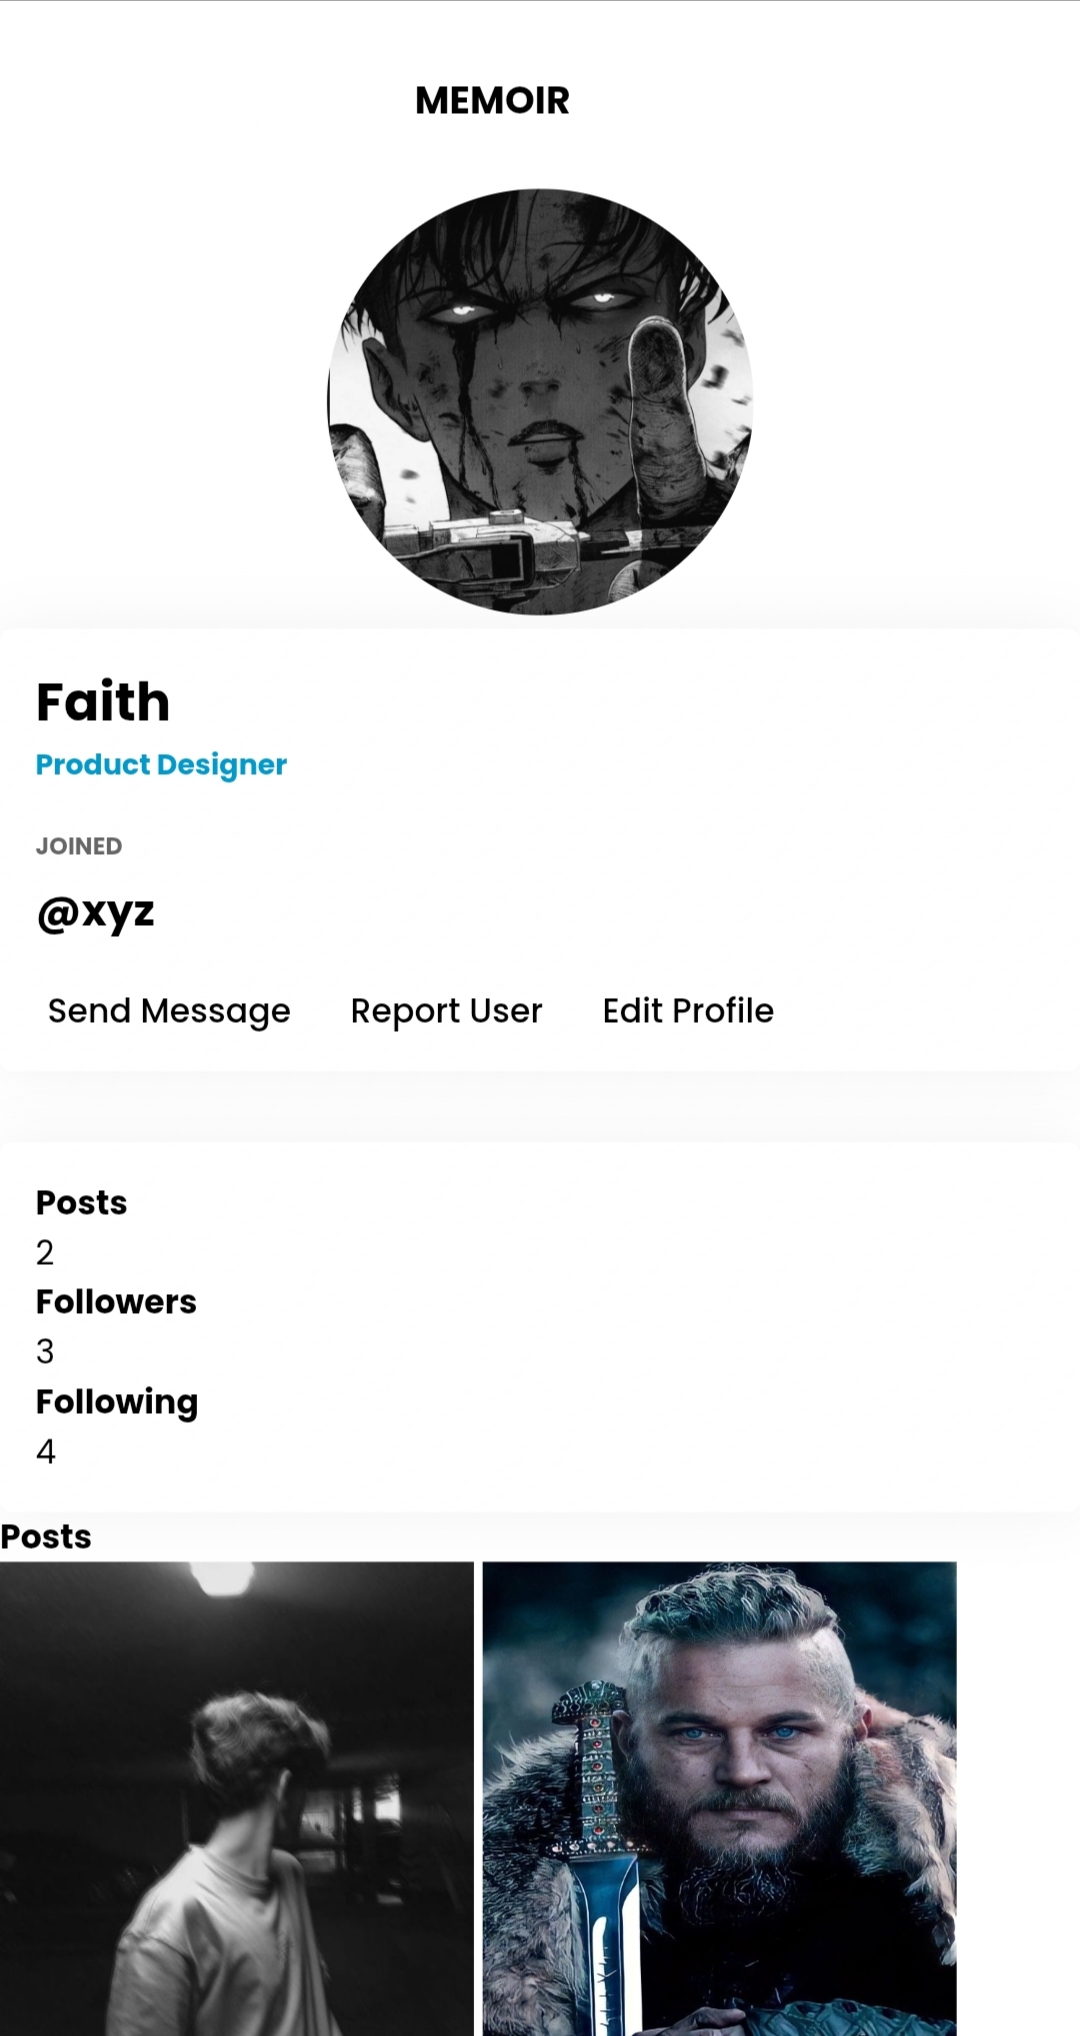 MEMOIR
Faith
Product Designer
JOINED
@xyz
Send Message Report User Edit Profile
Posts
2
Followers
3
Following
4
Posts